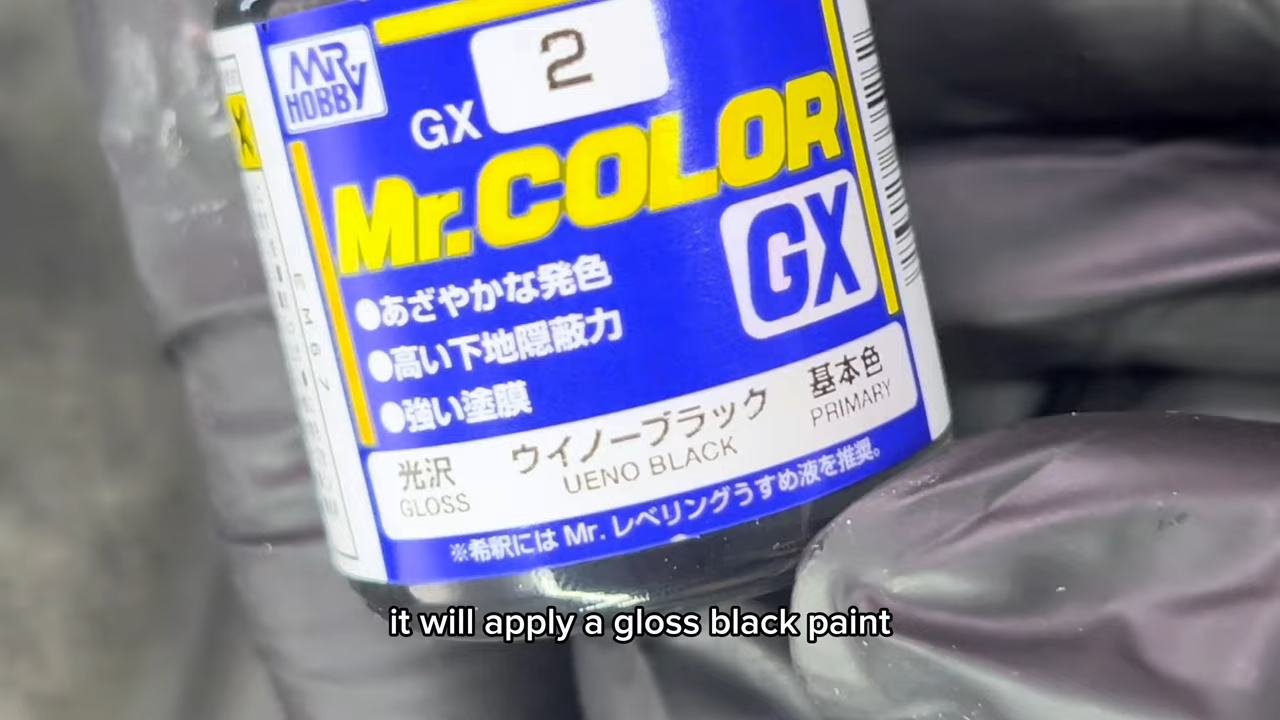 MR. HOBBY
GX 2
Mr. COLOR
GX
●あざやかな発色
●高い下地隠蔽力
●強い塗膜
光沢 ウイノーブラック 基本色
GLOSS UENO BLACK PRIMARY
※希釈には Mr. レベリングうすめ液を推奨。
it will apply a gloss black paint